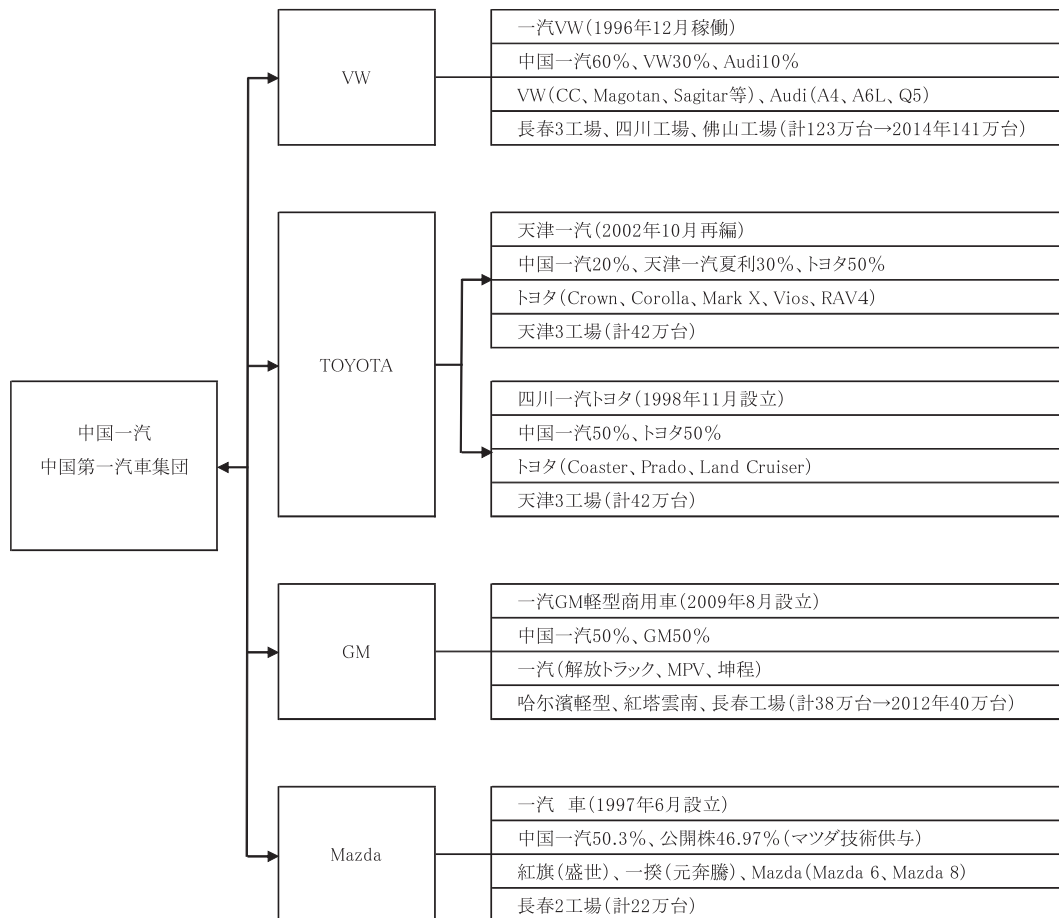 中国一汽
中国第一汽車集団
VW
一汽VW(1996年12月稼働)
中国一汽60%、VW30%、Audi10%
VW(CC、Magotan、Sagitar等)、Audi(A4、A6L、Q5)
長春3工場、四川工場、佛山工場(計123万台→2014年141万台)
TOYOTA
天津一汽(2002年10月再編)
中国一汽20%、天津一汽夏利30%、トヨタ50%
トヨタ(Crown、Corolla、Mark X、Vios、RAV4)
天津3工場(計42万台)
四川一汽トヨタ(1998年11月設立)
中国一汽50%、トヨタ50%
トヨタ(Coaster、Prado、Land Cruiser)
天津3工場(計42万台)
GM
一汽GM軽型商用車(2009年8月設立)
中国一汽50%、GM50%
一汽(解放トラック、MPV、坤程)
哈尓濱軽型、紅塔雲南、長春工場(計38万台→2012年40万台)
Mazda
一汽 車(1997年6月設立)
中国一汽50.3%、公開株46.97%(マツダ技術供与)
紅旗(盛世)、一揆(元奔騰)、Mazda(Mazda 6、Mazda 8)
長春2工場(計22万台)